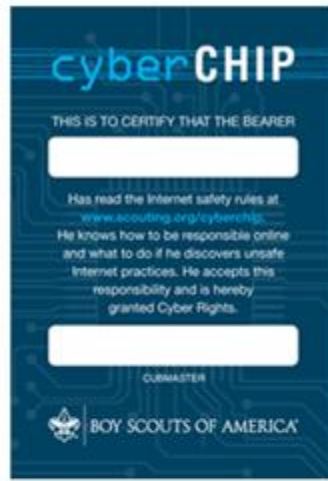 cyber CHIP
THIS IS TO CERTIFY THAT THE BEARER
Has read the Internet safety rules at
www.scouting.org/cyberchip.
He knows how to be responsible online
and what to do if he discovers unsafe
Internet practices. He accepts this
responsibility and is hereby
granted Cyber Rights.
CUBMASTER
BOY SCOUTS OF AMERICA®